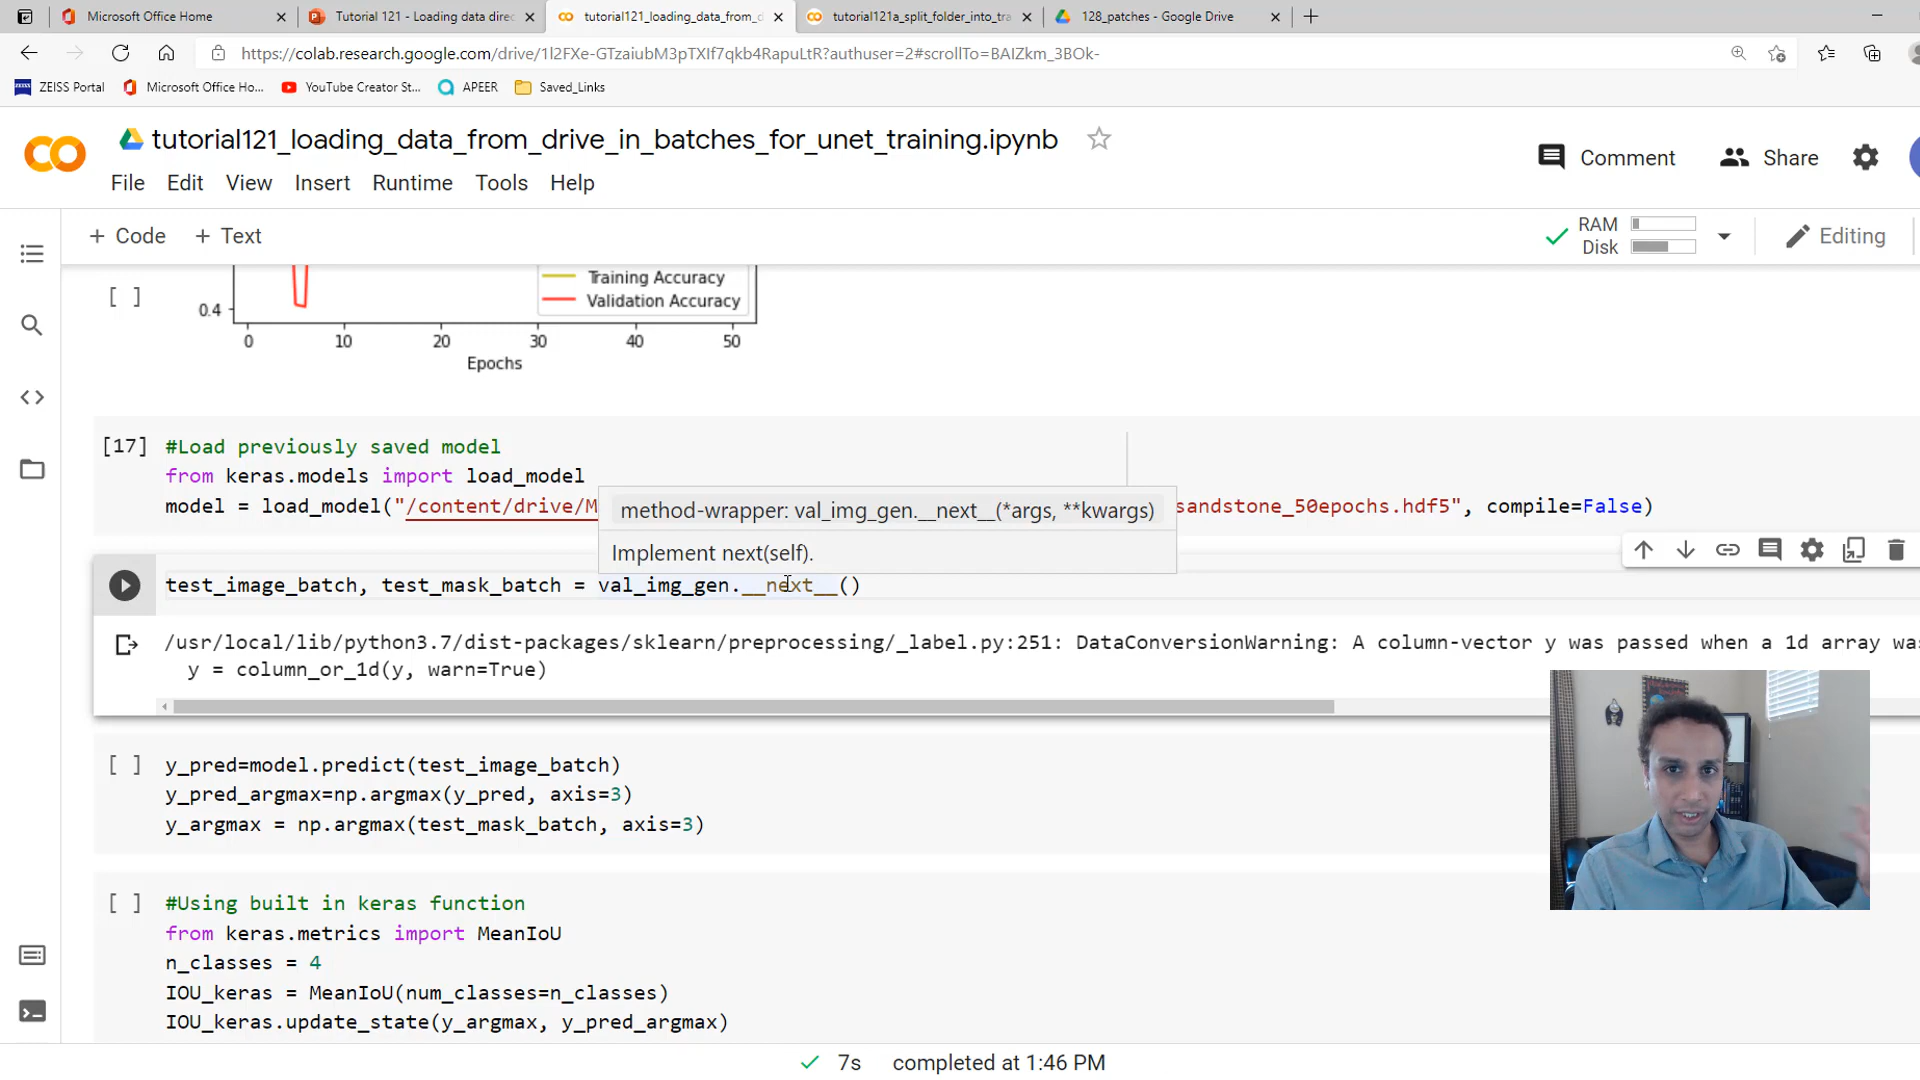 Microsoft Office Home
Tutorial 121 - Loading data direc
tutorial121_loading_data_from_d
tutorial121a_split_folder_into_tra
128_patches - Google Drive
https://colab.research.google.com/drive/1l2FXe-GTzaiubM3pTXIf7qkb4RapuLtR?authuser=2#scrollTo=BAIZkm_3BOk-
ZEISS Portal
Microsoft Office Ho...
YouTube Creator St...
APEER
Saved_Links
tutorial121_loading_data_from_drive_in_batches_for_unet_training.ipynb
Comment
Share
File Edit View Insert Runtime Tools Help
+ Code + Text
RAM
Disk
Editing
[ ]
Training Accuracy
Validation Accuracy
0.4
0 10 20 30 40 50
Epochs
[17] #Load previously saved model
from keras.models import load_model
model = load_model("/content/drive/M
sandstone_50epochs.hdf5", compile=False)
method-wrapper: val_img_gen.__next__(*args, **kwargs)
Implement next(self).
test_image_batch, test_mask_batch = val_img_gen.__next__()
/usr/local/lib/python3.7/dist-packages/sklearn/preprocessing/_label.py:251: DataConversionWarning: A column-vector y was passed when a 1d array wa
y = column_or_1d(y, warn=True)
[ ] y_pred=model.predict(test_image_batch)
y_pred_argmax=np.argmax(y_pred, axis=3)
y_argmax = np.argmax(test_mask_batch, axis=3)
[ ] #Using built in keras function
from keras.metrics import MeanIoU
n_classes = 4
IOU_keras = MeanIoU(num_classes=n_classes)
IOU_keras.update_state(y_argmax, y_pred_argmax)
7s completed at 1:46 PM